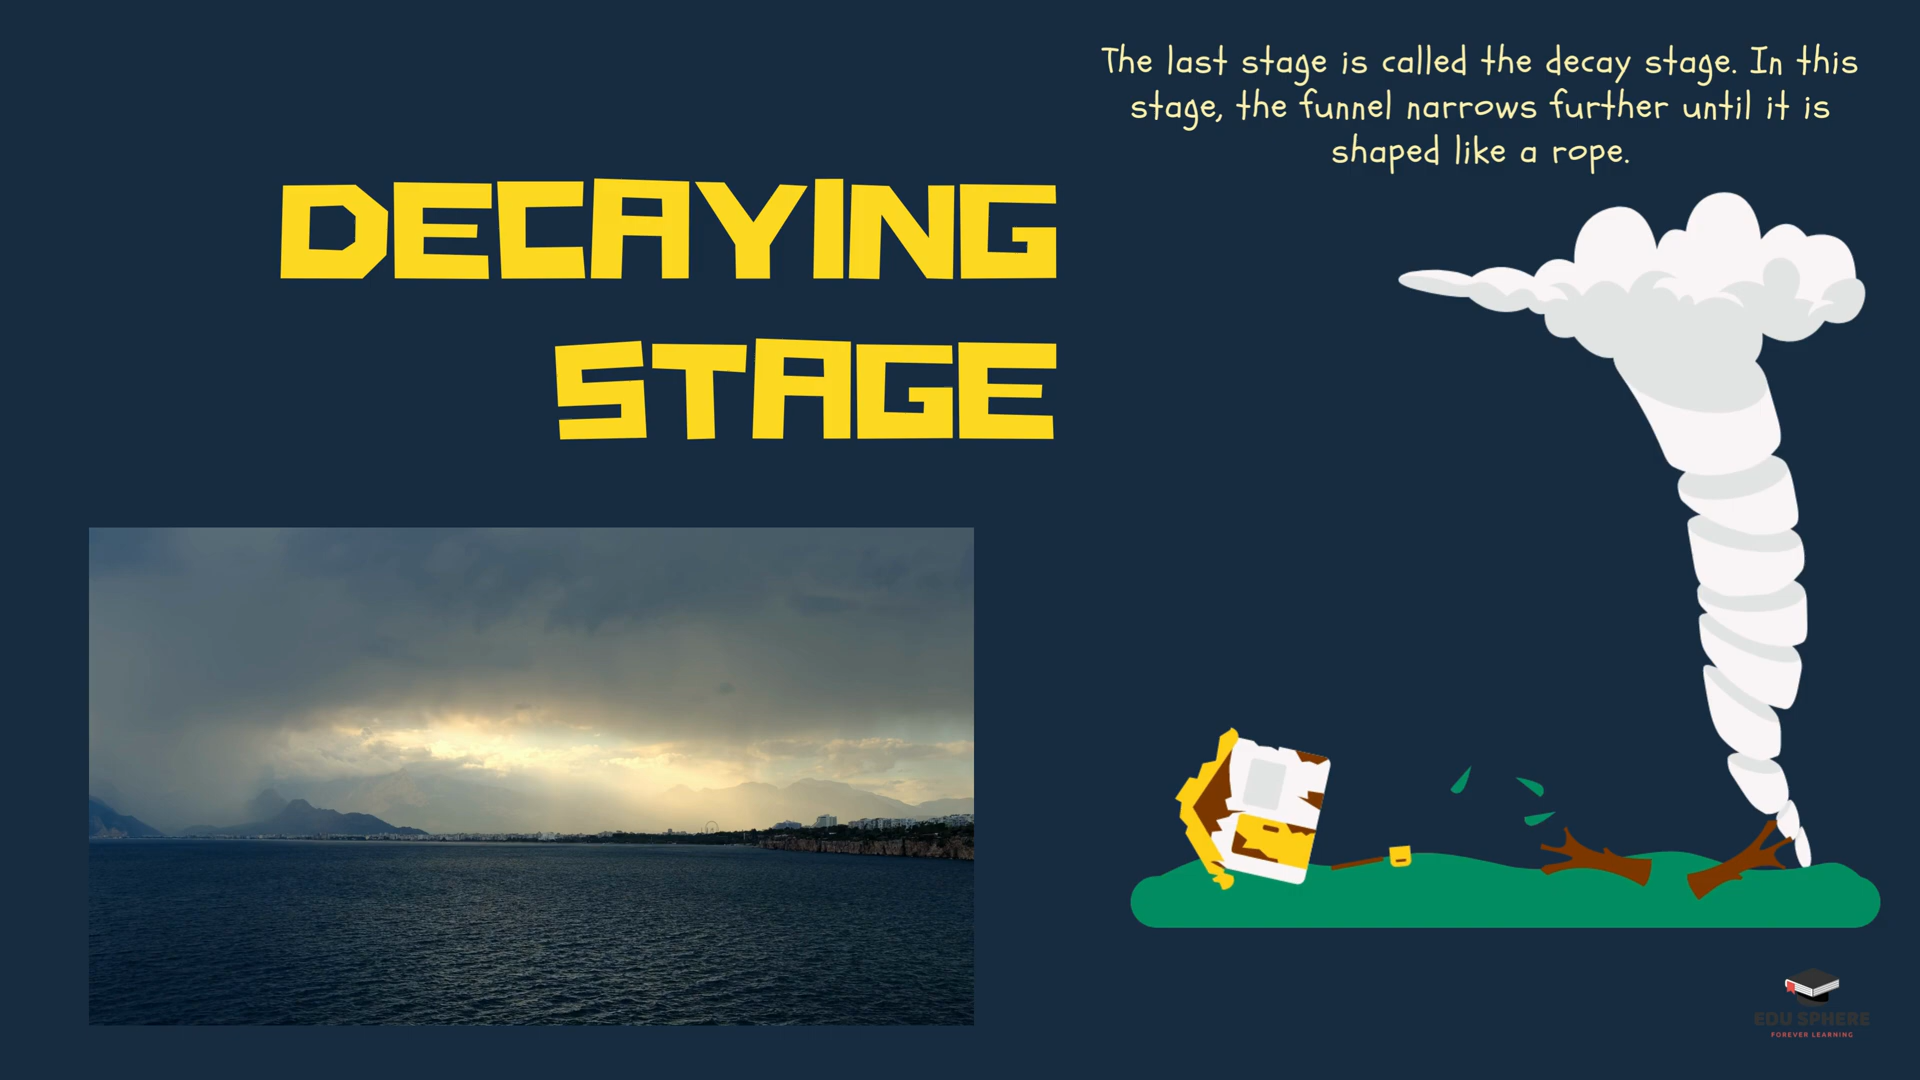 The last stage is called the decay stage. In this
stage, the funnel narrows further until it is
shaped like a rope.
DECAYING
STAGE
EDU SPHERE
FOREVER LEARNING